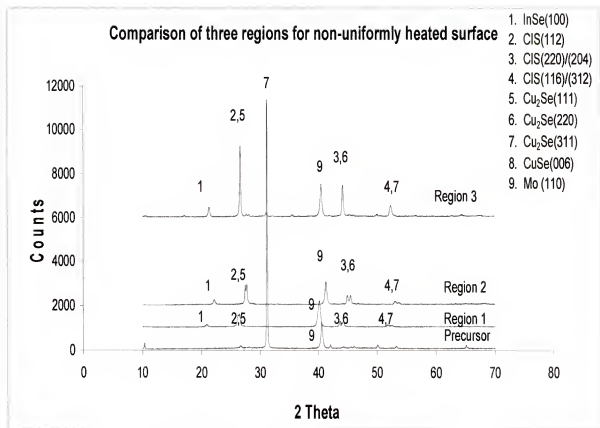 Comparison of three regions for non-uniformly heated surface
1. InSe(100)
2. CIS(112)
3. CIS(220)/(204)
4. CIS(116)/(312)
5. Cu₂Se(111)
6. Cu₂Se(220)
7. Cu₂Se(311)
8. CuSe(006)
9. Mo (110)
Counts
12000
10000
8000
6000
4000
2000
0
7
1
2,5
9
3,6
4,7
Region 3
1
2,5
9
3,6
4,7
Region 2
1
2,5
9
3,6
4,7
Region 1
9
Precursor
0 10 20 30 40 50 60 70 80
2 Theta